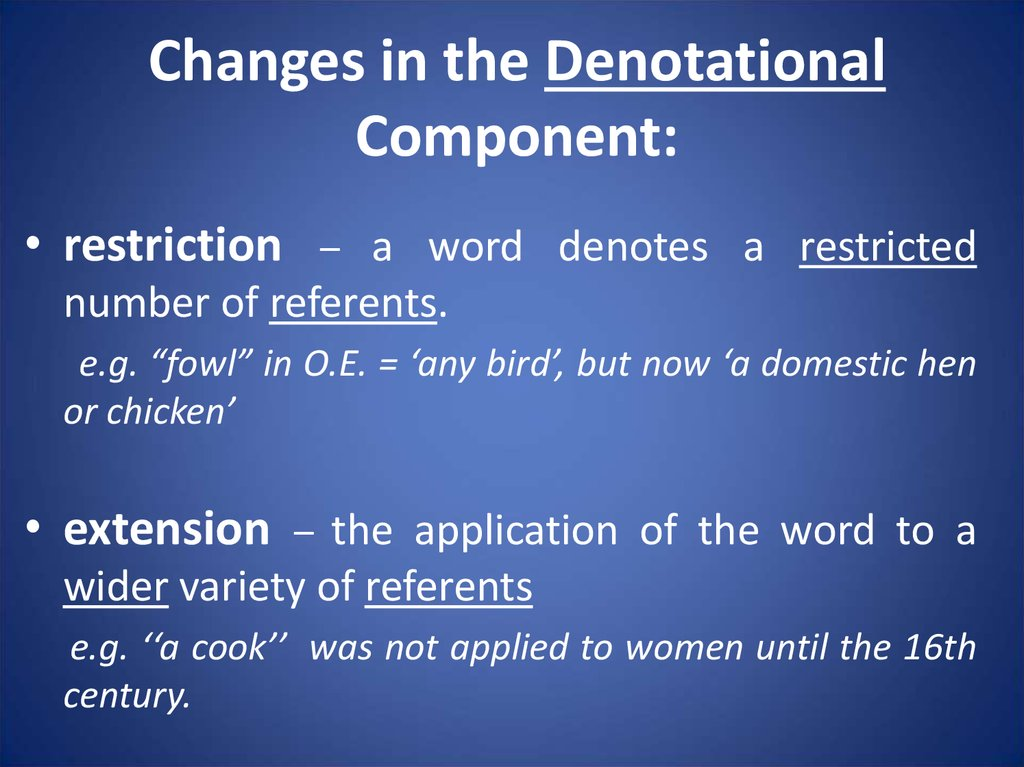 Changes in the Denotational
Component:
• restriction – a word denotes a restricted
number of referents.
e.g. “fowl” in O.E. = ‘any bird’, but now ‘a domestic hen
or chicken’
• extension – the application of the word to a
wider variety of referents
e.g. ‘‘a cook’’ was not applied to women until the 16th
century.